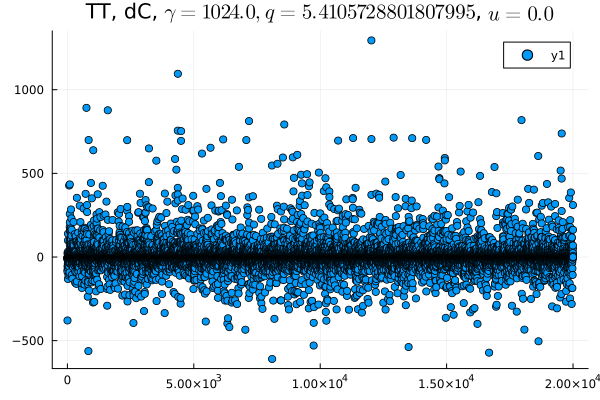 TT, dC, γ = 1024.0, q = 5.4105728801807995, u = 0.0
y1
1000
500
0
−500
0 5.00×10³ 1.00×10⁴ 1.50×10⁴ 2.00×10⁴